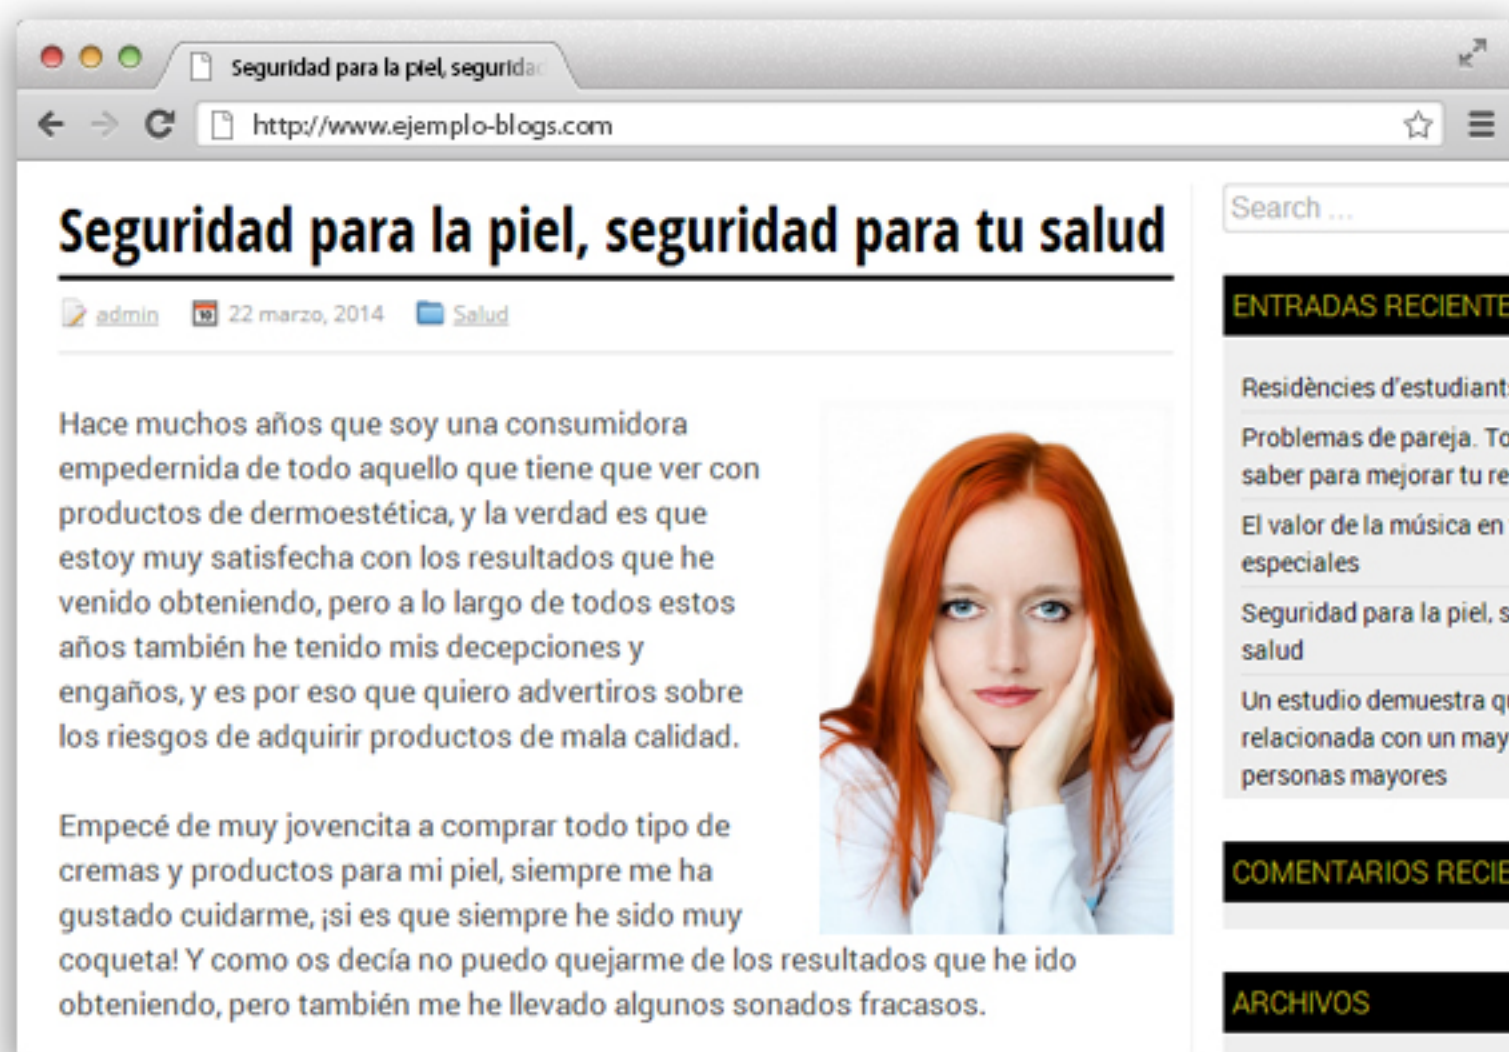 Seguridad para la piel, seguridad
http://www.ejemplo-blogs.com
Seguridad para la piel, seguridad para tu salud
admin 22 marzo, 2014 Salud
Hace muchos años que soy una consumidora
empedernida de todo aquello que tiene que ver con
productos de dermoestética, y la verdad es que
estoy muy satisfecha con los resultados que he
venido obteniendo, pero a lo largo de todos estos
años también he tenido mis decepciones y
engaños, y es por eso que quiero advertiros sobre
los riesgos de adquirir productos de mala calidad.
Empecé de muy jovencita a comprar todo tipo de
cremas y productos para mi piel, siempre me ha
gustado cuidarme, ¡si es que siempre he sido muy
coqueta! Y como os decía no puedo quejarme de los resultados que he ido
obteniendo, pero también me he llevado algunos sonados fracasos.
Search ...
ENTRADAS RECIENTE
Residències d'estudiants
Problemas de pareja. To
saber para mejorar tu re
El valor de la música en
especiales
Seguridad para la piel, s
salud
Un estudio demuestra qu
relacionada con un may
personas mayores
COMENTARIOS RECIE
ARCHIVOS